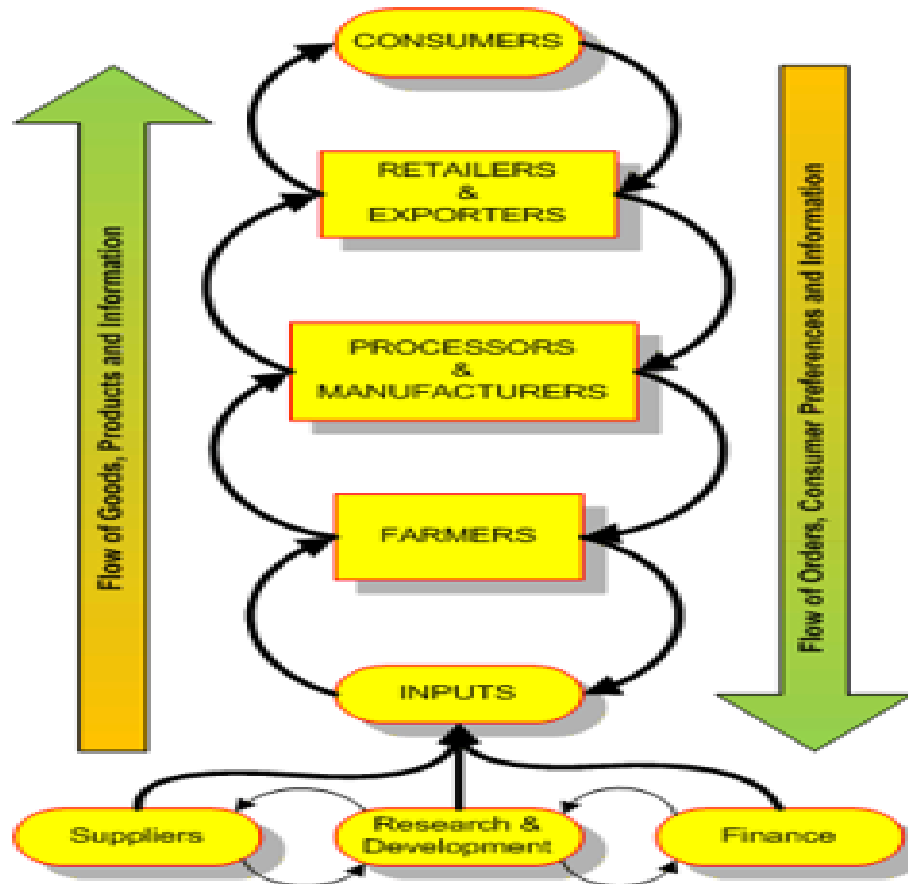 CONSUMERS
RETAILERS
&
EXPORTERS
PROCESSORS
&
MANUFACTURERS
FARMERS
INPUTS
Suppliers
Research &
Development
Finance
Flow of Goods, Products and Information
Flow of Orders, Consumer Preferences and Information